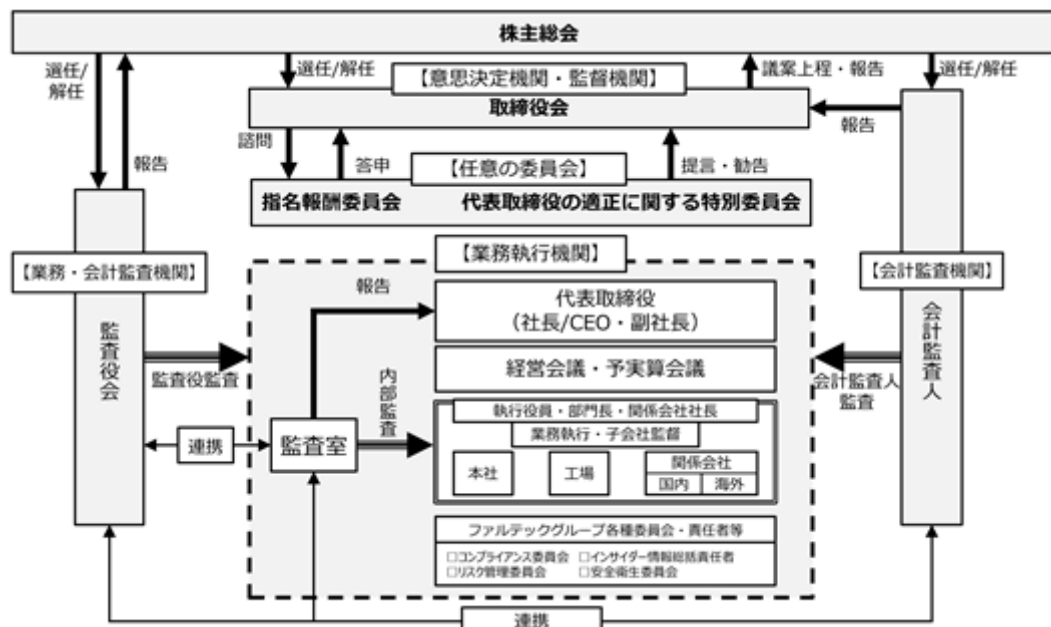 株主総会
選任/
解任
報告
選任/解任
【意思決定機関・監督機関】
議案上程・報告
選任/解任
取締役会
報告
諮問
答申
【任意の委員会】
提言・勧告
指名報酬委員会
代表取締役の適正に関する特別委員会
【業務・会計監査機関】
【業務執行機関】
【会計監査機関】
監査役会
会計監査人
報告
代表取締役
（社長/CEO・副社長）
監査役監査
内部監査
経営会議・予実算会議
会計監査人
監査
執行役員・部門長・関係会社社長
業務執行・子会社監督
連携
監査室
本社
工場
関係会社
国内
海外
ファルテックグループ各種委員会・責任者等
□コンプライアンス委員会
□インサイダー情報総括責任者
□リスク管理委員会
□安全衛生委員会
連携